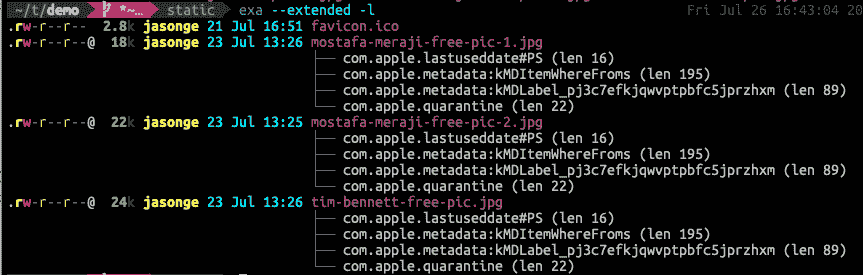 ~/t/demo *~… static exa --extended -l Fri Jul 26 16:43:04 20
.rw-r--r-- 2.8k jasonge 21 Jul 16:51 favicon.ico
.rw-r--r--@ 18k jasonge 23 Jul 13:26 mostafa-meraji-free-pic-1.jpg
├── com.apple.lastuseddate#PS (len 16)
├── com.apple.metadata:kMDItemWhereFroms (len 195)
├── com.apple.metadata:kMDLabel_pj3c7efkjqwvptpbfc5jprzhxm (len 89)
└── com.apple.quarantine (len 22)
.rw-r--r--@ 22k jasonge 23 Jul 13:25 mostafa-meraji-free-pic-2.jpg
├── com.apple.lastuseddate#PS (len 16)
├── com.apple.metadata:kMDItemWhereFroms (len 195)
├── com.apple.metadata:kMDLabel_pj3c7efkjqwvptpbfc5jprzhxm (len 89)
└── com.apple.quarantine (len 22)
.rw-r--r--@ 24k jasonge 23 Jul 13:26 tim-bennett-free-pic.jpg
├── com.apple.lastuseddate#PS (len 16)
├── com.apple.metadata:kMDItemWhereFroms (len 195)
├── com.apple.metadata:kMDLabel_pj3c7efkjqwvptpbfc5jprzhxm (len 89)
└── com.apple.quarantine (len 22)